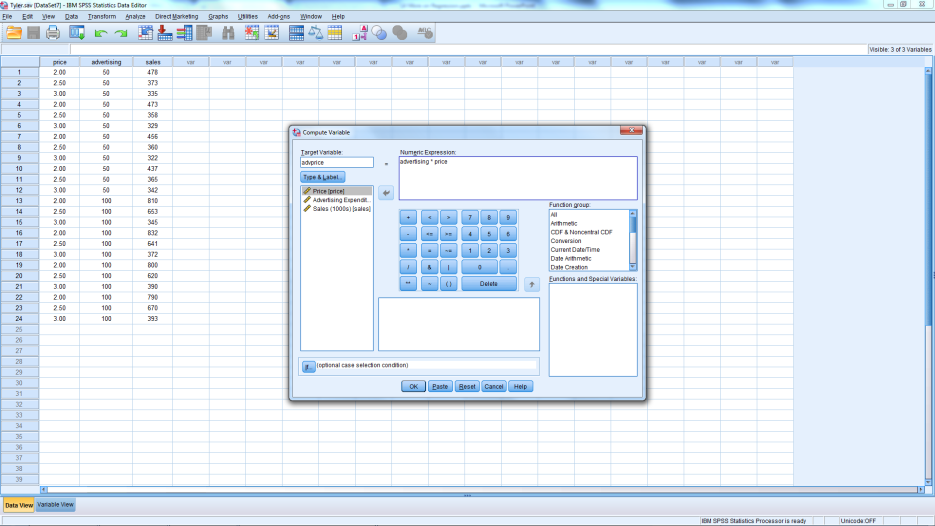 Tyler.sav [DataSet7] - IBM SPSS Statistics Data Editor
File Edit View Data Transform Analyze Direct Marketing Graphs Utilities Add-ons Window Help
Visible: 3 of 3 Variables
price advertising sales var var var var var var var var var var var var var var var var var
1 2.00 50 478
2 2.50 50 373
3 3.00 50 335
4 2.00 50 473
5 2.50 50 358
6 3.00 50 329
7 2.00 50 456
8 2.50 50 360
9 3.00 50 322
10 2.00 50 437
11 2.50 50 365
12 3.00 50 342
13 2.00 100 810
14 2.50 100 653
15 3.00 100 345
16 2.00 100 832
17 2.50 100 641
18 3.00 100 372
19 2.00 100 800
20 2.50 100 620
21 3.00 100 390
22 2.00 100 790
23 2.50 100 670
24 3.00 100 393
25
26
27
28
29
30
31
32
33
34
35
36
37
38
39
Compute Variable
Target Variable:
advprice
=
Numeric Expression:
advertising * price
Type & Label...
Price [price]
Advertising Expendit...
Sales (1000s) [sales]
+ < > 7 8 9
- <= >= 4 5 6
* = ~= 1 2 3
/ & | 0 .
** ~ ( ) Delete
Function group:
All
Arithmetic
CDF & Noncentral CDF
Conversion
Current Date/Time
Date Arithmetic
Date Creation
Functions and Special Variables:
If... (optional case selection condition)
OK Paste Reset Cancel Help
Data View Variable View
IBM SPSS Statistics Processor is ready Unicode:OFF